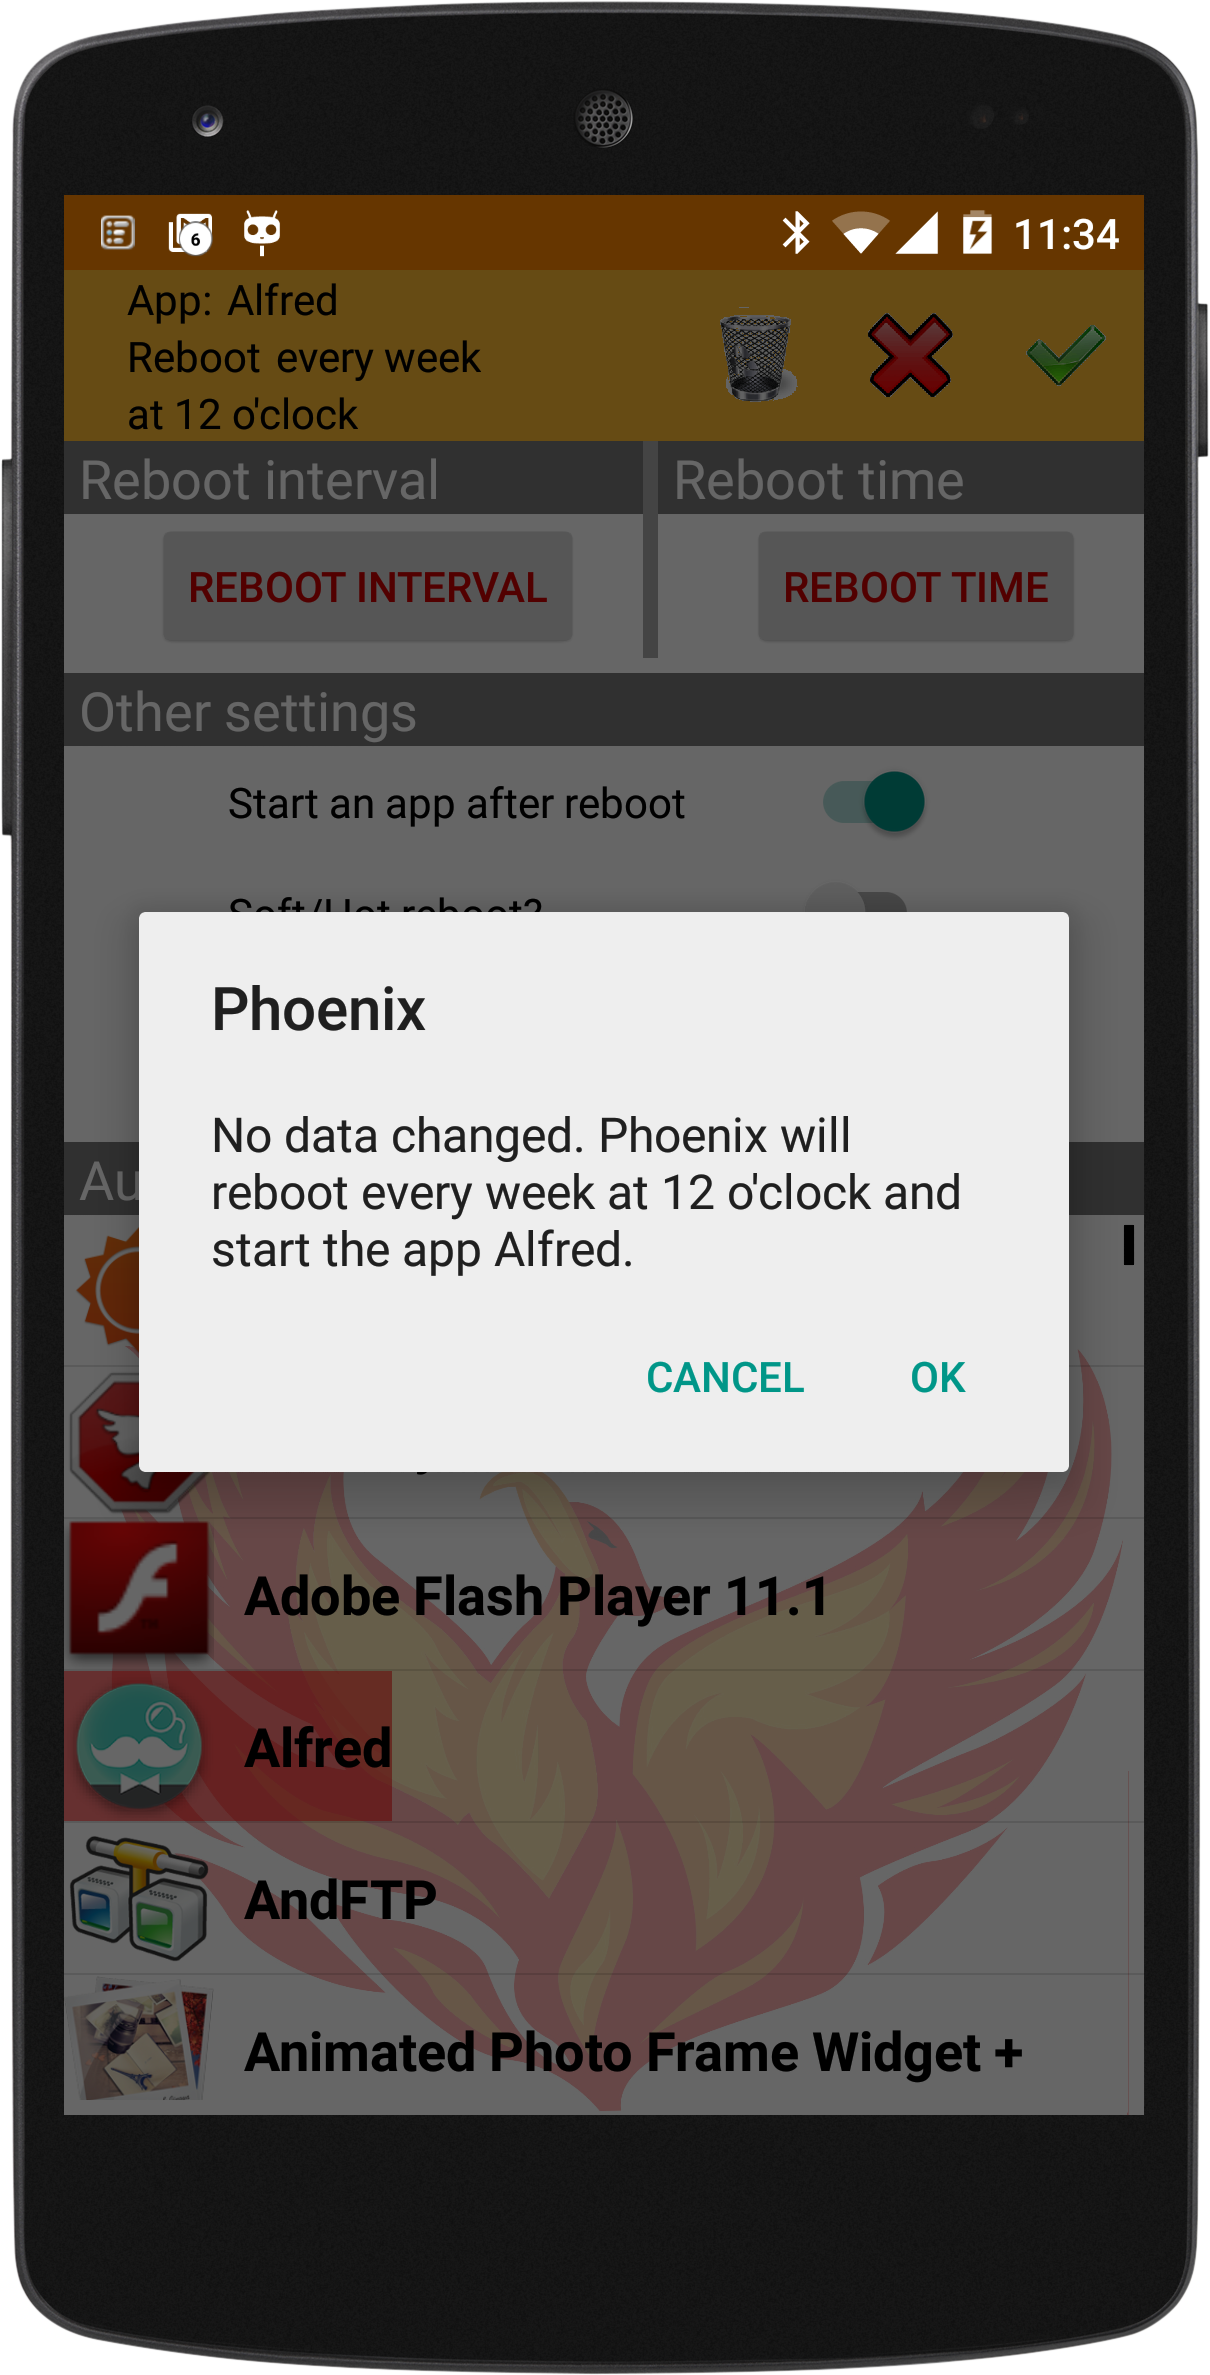 6
11:34
App: Alfred
Reboot every week
at 12 o'clock
Reboot interval
Reboot time
REBOOT INTERVAL
REBOOT TIME
Other settings
Start an app after reboot
Soft/Hot reboot?
Phoenix
No data changed. Phoenix will
reboot every week at 12 o'clock and
start the app Alfred.
CANCEL
OK
Au
Adobe Flash Player 11.1
Alfred
AndFTP
Animated Photo Frame Widget +